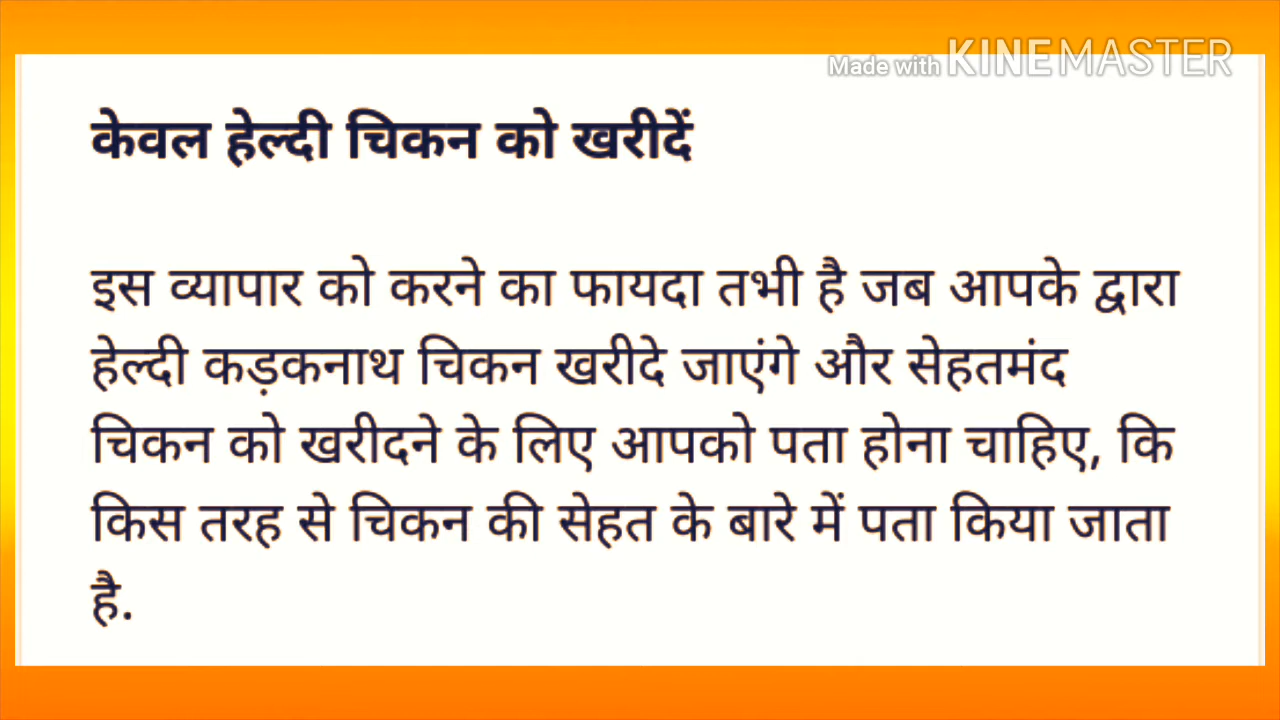 Made with KINEMASTER
केवल हेल्दी चिकन को खरीदें
इस व्यापार को करने का फायदा तभी है जब आपके द्वारा
हेल्दी कड़कनाथ चिकन खरीदे जाएंगे और सेहतमंद
चिकन को खरीदने के लिए आपको पता होना चाहिए, कि
किस तरह से चिकन की सेहत के बारे में पता किया जाता
है.